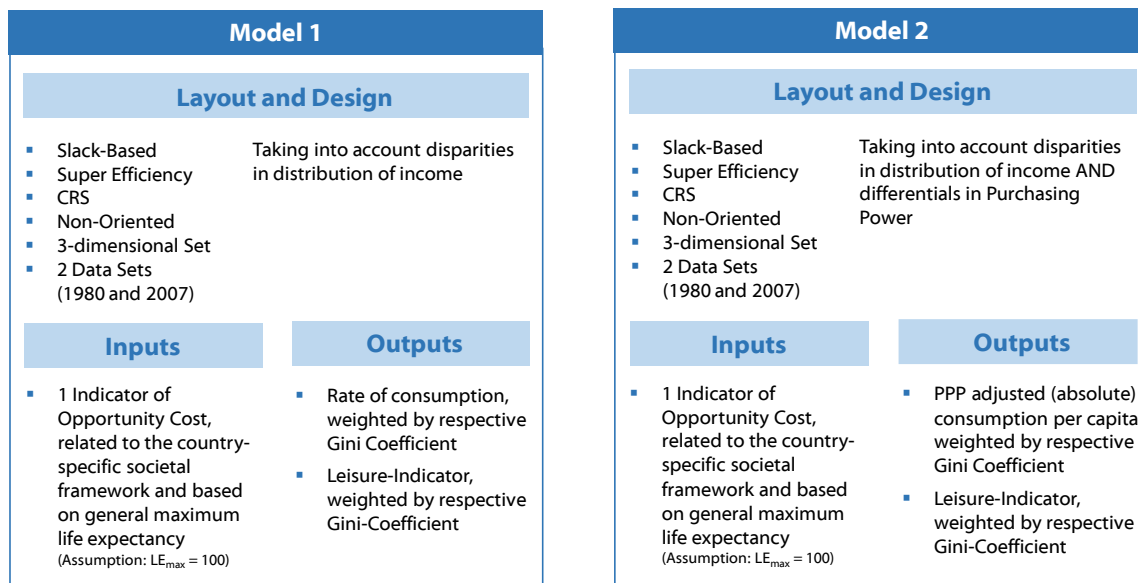 Model 1
Layout and Design
▪ Slack-Based
▪ Super Efficiency
▪ CRS
▪ Non-Oriented
▪ 3-dimensional Set
▪ 2 Data Sets
(1980 and 2007)
Taking into account disparities
in distribution of income
Inputs
▪ 1 Indicator of
Opportunity Cost,
related to the country-
specific societal
framework and based
on general maximum
life expectancy
(Assumption: LEmax = 100)
Outputs
▪ Rate of consumption,
weighted by respective
Gini Coefficient
▪ Leisure-Indicator,
weighted by respective
Gini-Coefficient
Model 2
Layout and Design
▪ Slack-Based
▪ Super Efficiency
▪ CRS
▪ Non-Oriented
▪ 3-dimensional Set
▪ 2 Data Sets
(1980 and 2007)
Taking into account disparities
in distribution of income AND
differentials in Purchasing
Power
Inputs
▪ 1 Indicator of
Opportunity Cost,
related to the country-
specific societal
framework and based
on general maximum
life expectancy
(Assumption: LEmax = 100)
Outputs
▪ PPP adjusted (absolute)
consumption per capita
weighted by respective
Gini Coefficient
▪ Leisure-Indicator,
weighted by respective
Gini-Coefficient